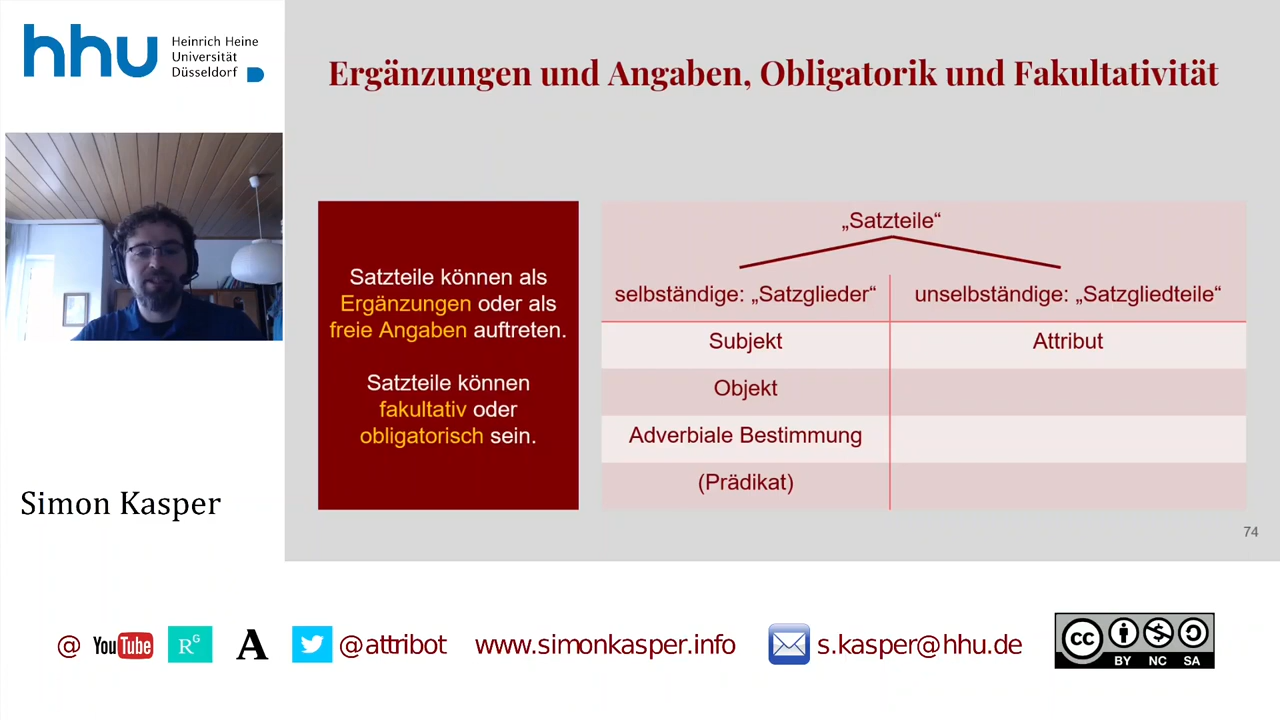 hhu Heinrich Heine
Universität
Düsseldorf
Ergänzungen und Angaben, Obligatorik und Fakultativität
Satzteile können als
Ergänzungen oder als
freie Angaben auftreten.
Satzteile können
fakultativ oder
obligatorisch sein.
„Satzteile“
selbständige: „Satzglieder“ unselbständige: „Satzgliedteile“
Subjekt Attribut
Objekt
Adverbiale Bestimmung
(Prädikat)
74
Simon Kasper
@ YouTube RG A @attribot www.simonkasper.info s.kasper@hhu.de cc BY NC SA